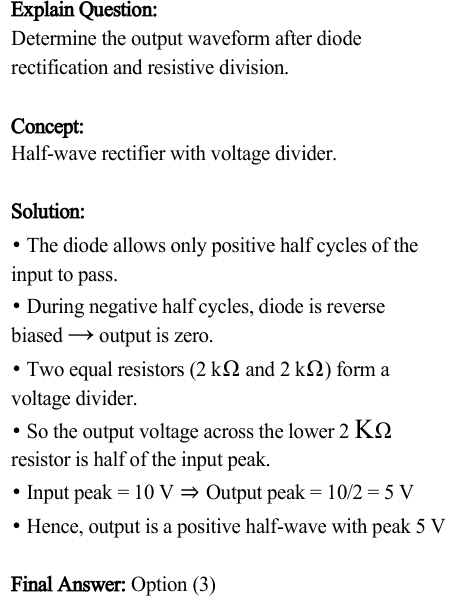 Explain Question:
Determine the output waveform after diode
rectification and resistive division.
Concept:
Half-wave rectifier with voltage divider.
Solution:
• The diode allows only positive half cycles of the
input to pass.
• During negative half cycles, diode is reverse
biased → output is zero.
• Two equal resistors (2 kΩ and 2 kΩ) form a
voltage divider.
• So the output voltage across the lower 2 KΩ
resistor is half of the input peak.
• Input peak = 10 V ⇒ Output peak = 10/2 = 5 V
• Hence, output is a positive half-wave with peak 5 V
Final Answer: Option (3)